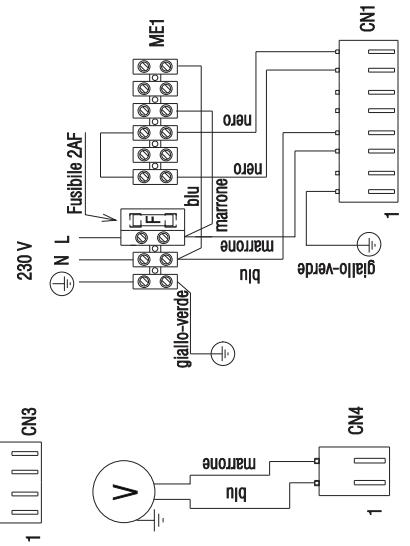 ME1
CN1
Fusibile 2AF
230 V
N
L
F
nero
nero
blu
marrone
marrone
blu
giallo-verde
giallo-verde
1
CN3
1
V
marrone
blu
CN4
1